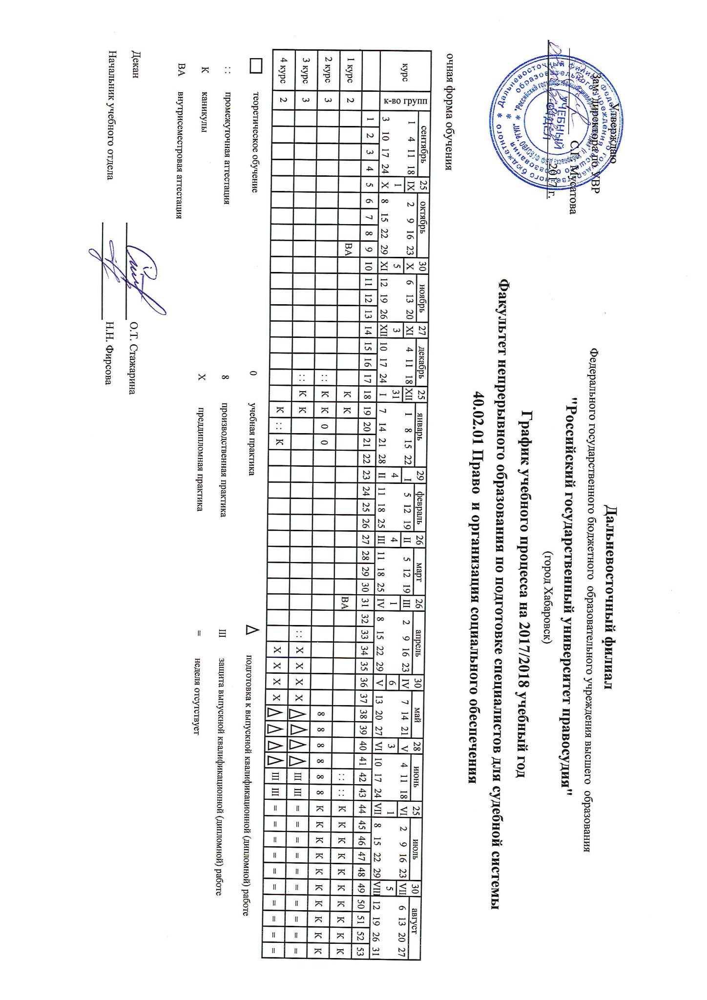 Утверждаю
Зам. директора по УВР
С.Г. Мусатова
2017 г.
УЧЕБНЫЙ
ОТДЕЛ
Дальневосточный филиал
Федерального государственного бюджетного образовательного учреждения высшего образования
"Российский государственный университет правосудия"
(город Хабаровск)
График учебного процесса на 2017/2018 учебный год
Факультет непрерывного образования по подготовке специалистов для судебной системы
40.02.01 Право и организация социального обеспечения
очная форма обучения
курс к-во групп сентябрь 25 октябрь 30 ноябрь 27 декабрь 25 январь 29 февраль 26 март 26 апрель 30 май 28 июнь 25 июль 30 август
1 4 11 18 IX 2 9 16 23 X 6 13 20 XI 4 11 18 XII 1 8 15 22 I 5 12 19 II 5 12 19 III 2 9 16 23 IV 7 14 21 V 4 11 18 VI 2 9 16 23 VII 6 13 20 27
1 5 3 31 4 4 1 6 3 1 5
3 10 17 24 X 8 15 22 29 XI 12 19 26 XII 10 17 24 I 7 14 21 28 II 11 18 25 III 11 18 25 IV 8 15 22 29 V 13 20 27 VI 10 17 24 VII 8 15 22 29 VIII 12 19 26 31
1 2 3 4 5 6 7 8 9 10 11 12 13 14 15 16 17 18 19 20 21 22 23 24 25 26 27 28 29 30 31 32 33 34 35 36 37 38 39 40 41 42 43 44 45 46 47 48 49 50 51 52 53
1 курс 2 ВА К К ВА : : : : К К К К К К К К К К
2 курс 3 : : К К 0 0 8 8 8 8 8 8 К К К К К К К К К К
3 курс 3 : : К К : : X X X X Δ Δ Δ Δ III III = = = = = = = = = =
4 курс 2 К : : К X X X X Δ Δ Δ Δ III III = = = = = = = = = =
теоретическое обучение 0 учебная практика Δ подготовка к выпускной квалификационной (дипломной) работе
: : промежуточная аттестация 8 производственная практика III защита выпускной квалификационной (дипломной) работе
К каникулы X преддипломная практика = неделя отсутствует
ВА внутрисеместровая аттестация
Декан О.Т. Стажарина
Начальник учебного отдела Н.Н. Фирсова